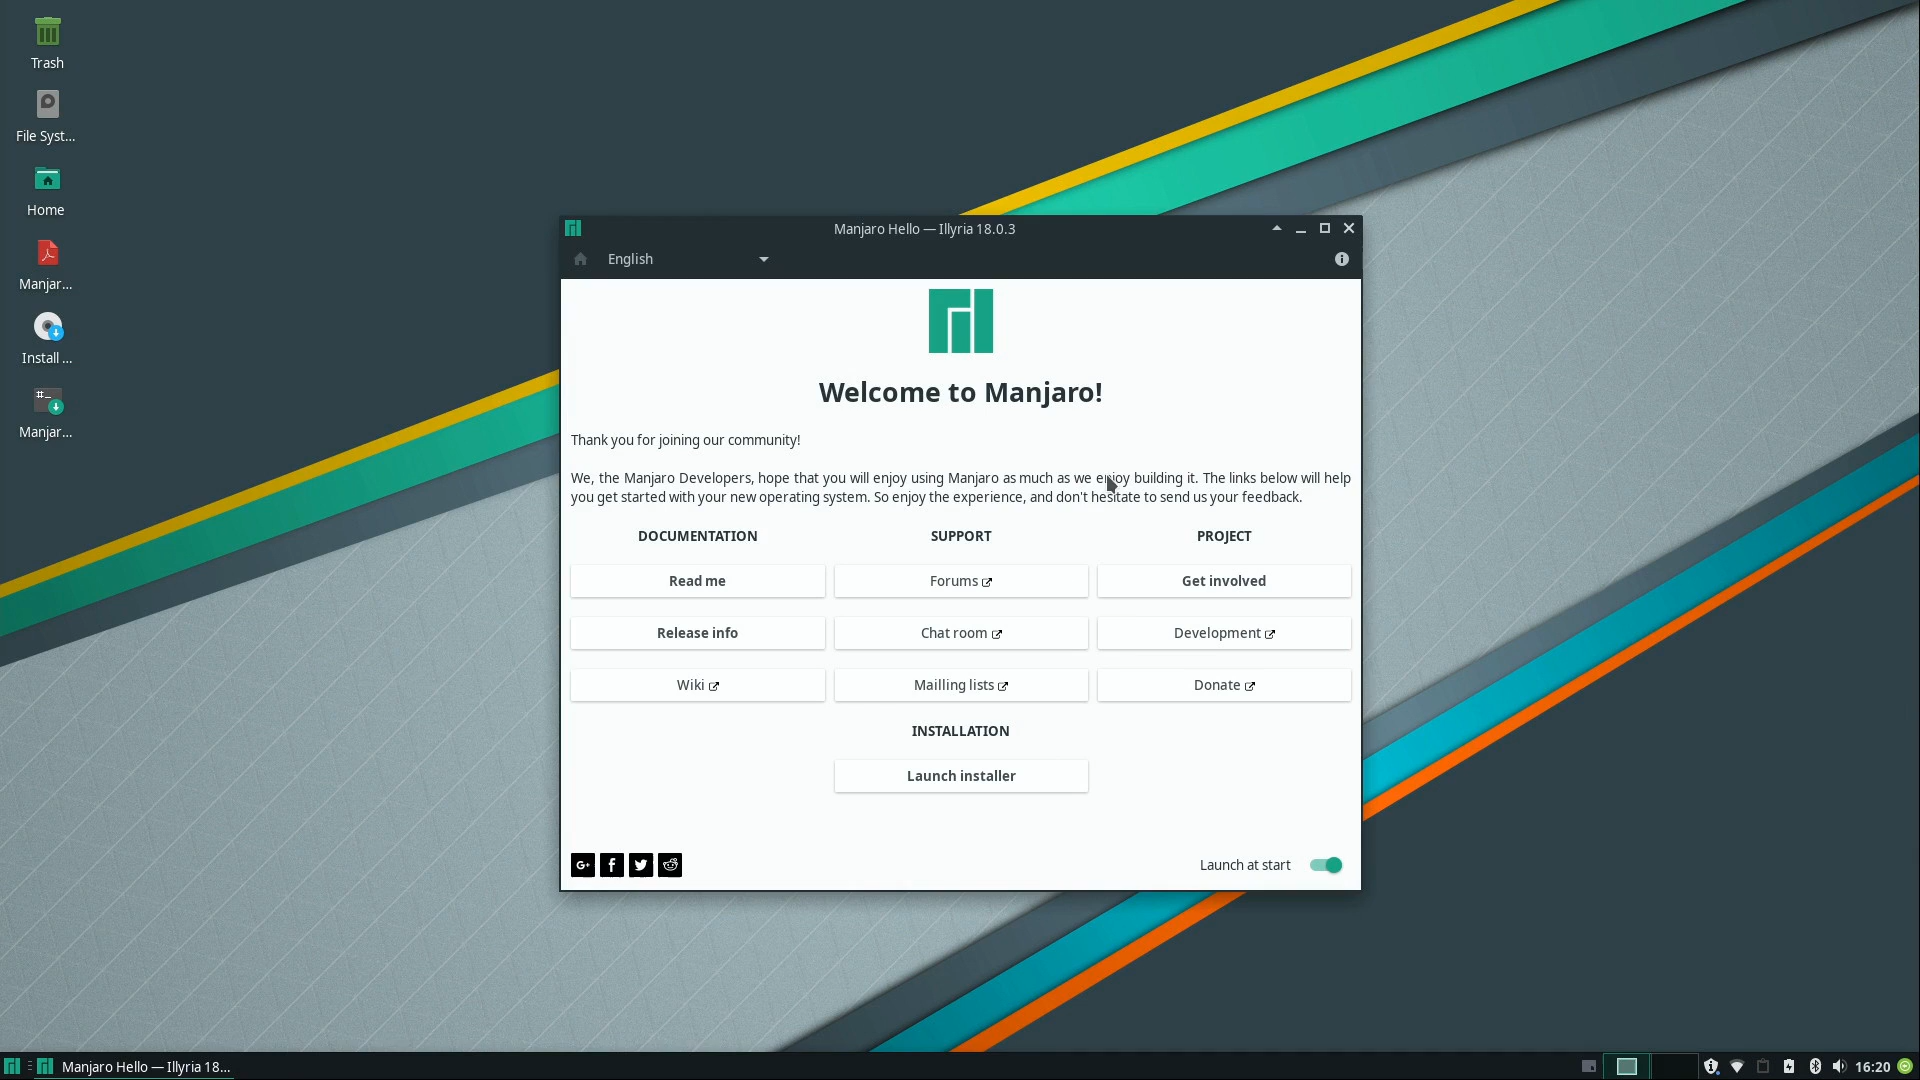 Trash
File Syst...
Home
Manjar...
Install ...
Manjar...
Manjaro Hello — Illyria 18.0.3
English
Welcome to Manjaro!
Thank you for joining our community!
We, the Manjaro Developers, hope that you will enjoy using Manjaro as much as we enjoy building it. The links below will help
you get started with your new operating system. So enjoy the experience, and don't hesitate to send us your feedback.
DOCUMENTATION SUPPORT PROJECT
Read me Forums Get involved
Release info Chat room Development
Wiki Mailling lists Donate
INSTALLATION
Launch installer
G+ f Launch at start
Manjaro Hello — Illyria 18... 16:20